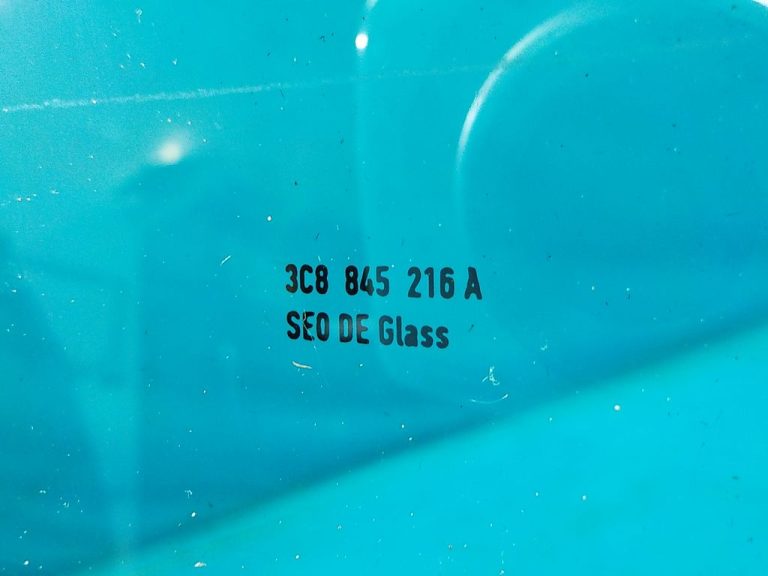 3C8 845 216 A
SEO DE Glass